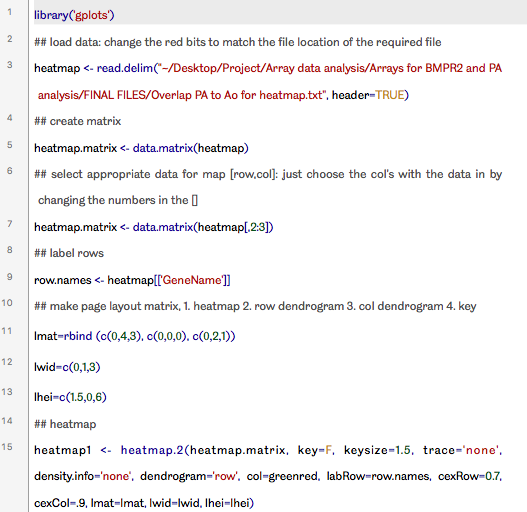 1 library('gplots')
2 ## load data: change the red bits to match the file location of the required file
3 heatmap <- read.delim("~/Desktop/Project/Array data analysis/Arrays for BMPR2 and PA
analysis/FINAL FILES/Overlap PA to Ao for heatmap.txt", header=TRUE)
4 ## create matrix
5 heatmap.matrix <- data.matrix(heatmap)
6 ## select appropriate data for map [row,col]: just choose the col's with the data in by
changing the numbers in the []
7 heatmap.matrix <- data.matrix(heatmap[,2:3])
8 ## label rows
9 row.names <- heatmap[['GeneName']]
10 ## make page layout matrix, 1. heatmap 2. row dendrogram 3. col dendrogram 4. key
11 lmat=rbind (c(0,4,3), c(0,0,0), c(0,2,1))
12 lwid=c(0,1,3)
13 lhei=c(1.5,0,6)
14 ## heatmap
15 heatmap1 <- heatmap.2(heatmap.matrix, key=F, keysize=1.5, trace='none',
density.info='none', dendrogram='row', col=greenred, labRow=row.names, cexRow=0.7,
cexCol=.9, lmat=lmat, lwid=lwid, lhei=lhei)